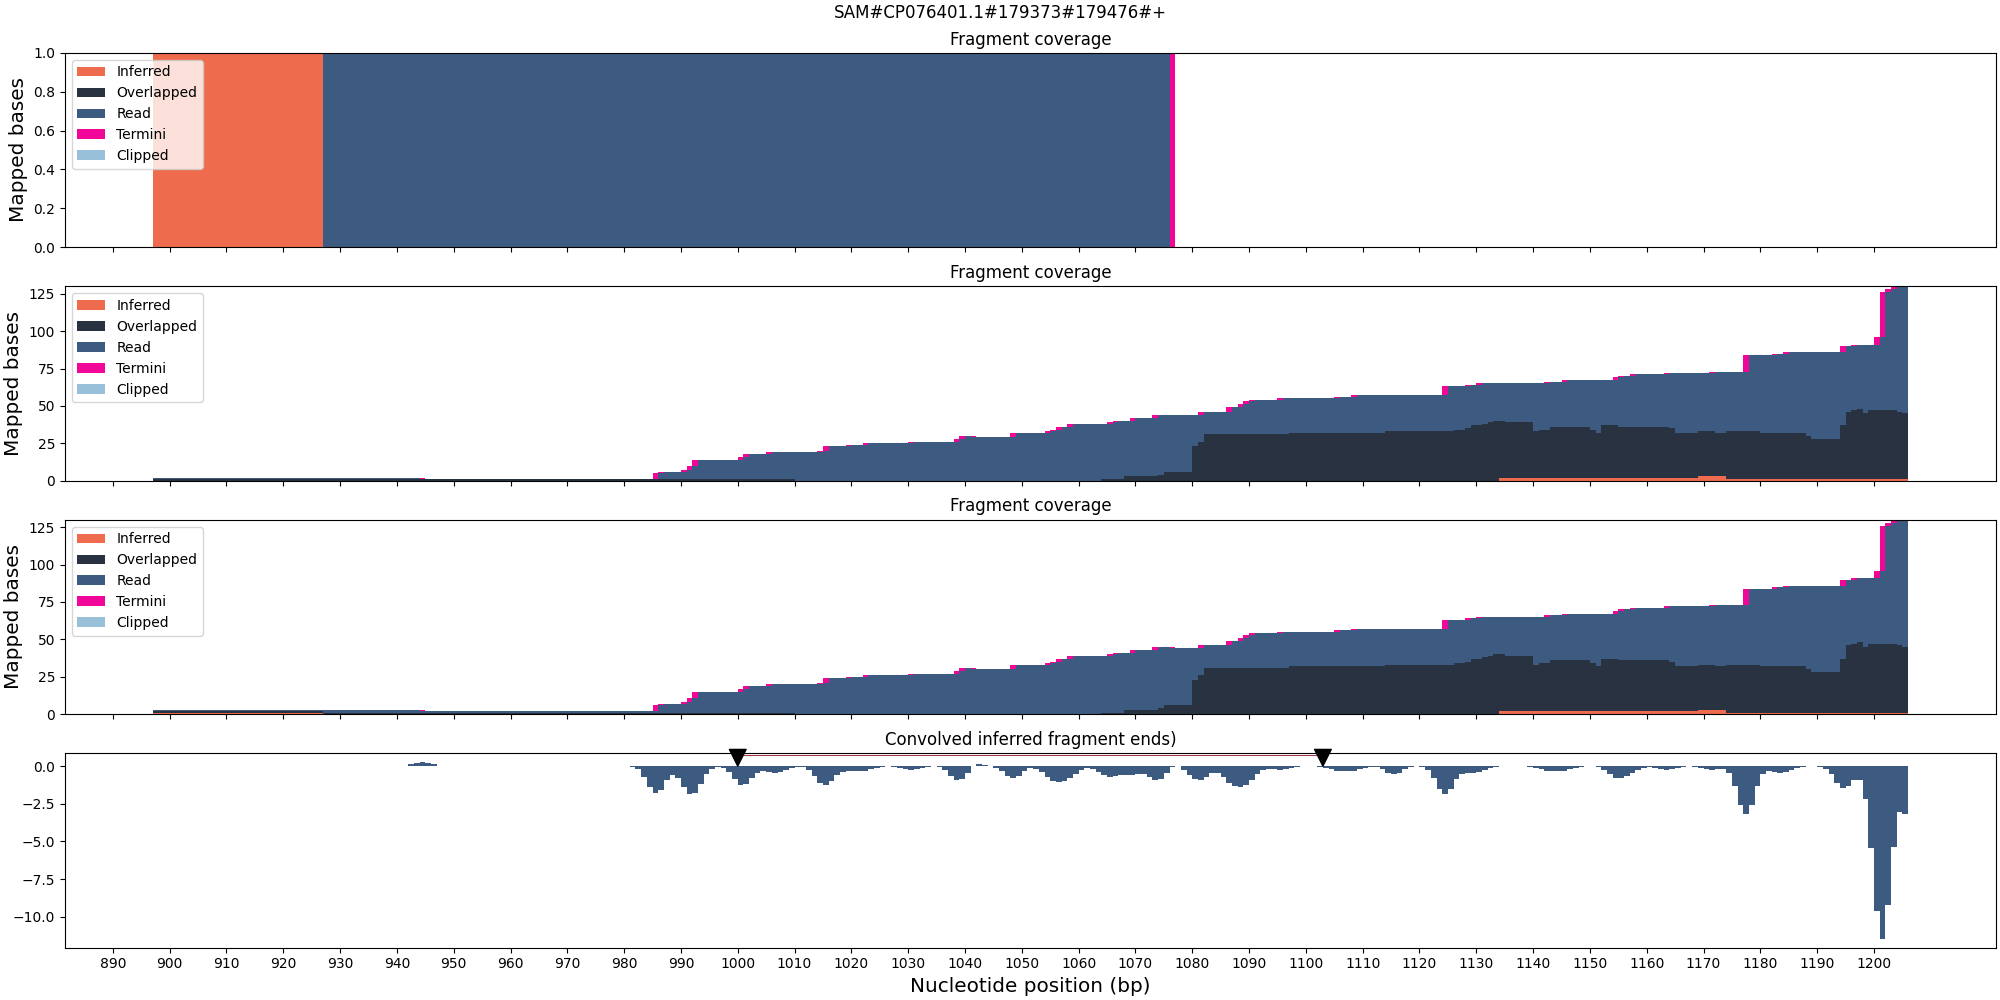 SAM#CP076401.1#179373#179476#+
Fragment coverage
Mapped bases
1.0
0.8
0.6
0.4
0.2
0.0
Inferred
Overlapped
Read
Termini
Clipped
Fragment coverage
Mapped bases
125
100
75
50
25
0
Inferred
Overlapped
Read
Termini
Clipped
Fragment coverage
Mapped bases
125
100
75
50
25
0
Inferred
Overlapped
Read
Termini
Clipped
Convolved inferred fragment ends)
0.0
−2.5
−5.0
−7.5
−10.0
890 900 910 920 930 940 950 960 970 980 990 1000 1010 1020 1030 1040 1050 1060 1070 1080 1090 1100 1110 1120 1130 1140 1150 1160 1170 1180 1190 1200
Nucleotide position (bp)